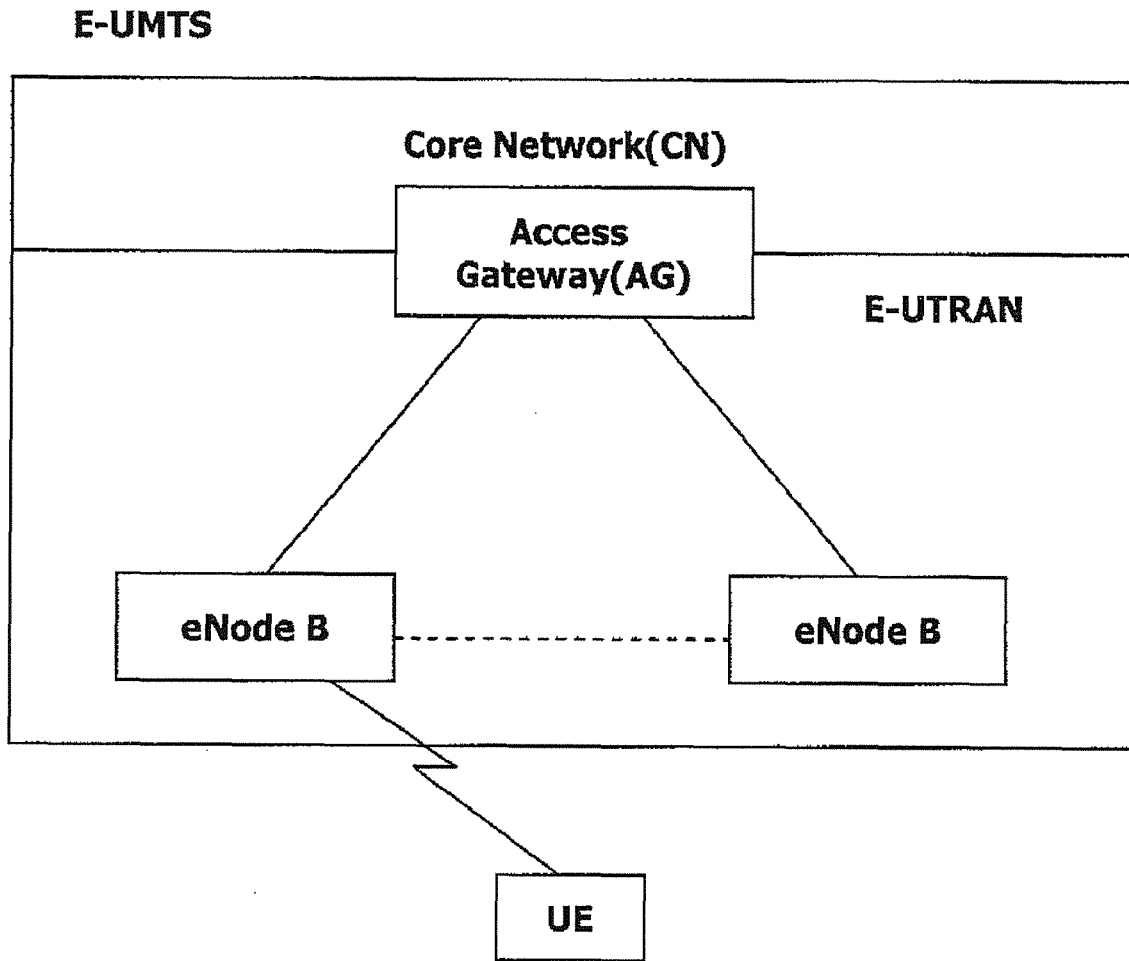 E-UMTS
Core Network(CN)
Access
Gateway(AG)
E-UTRAN
eNode B
eNode B
UE